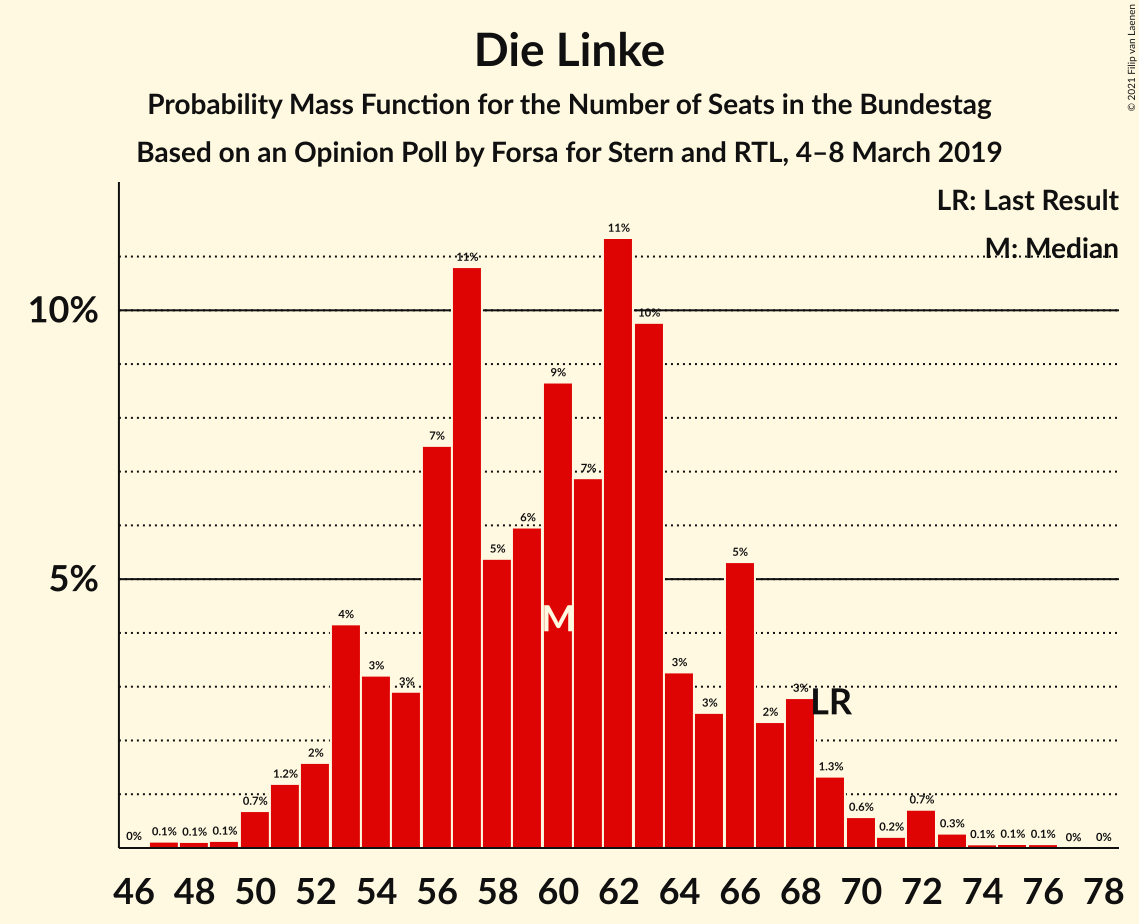 © 2021 Filip van Laenen
Die Linke
Probability Mass Function for the Number of Seats in the Bundestag
Based on an Opinion Poll by Forsa for Stern and RTL, 4–8 March 2019
LR: Last Result
M: Median
10%
5%
0% 0.1% 0.1% 0.1% 0.7% 1.2% 2% 4% 3% 3% 7% 11% 5% 6% 9% 7% 11% 10% 3% 3% 5% 2% 3% 1.3% 0.6% 0.2% 0.7% 0.3% 0.1% 0.1% 0.1% 0% 0%
M
LR
46 48 50 52 54 56 58 60 62 64 66 68 70 72 74 76 78